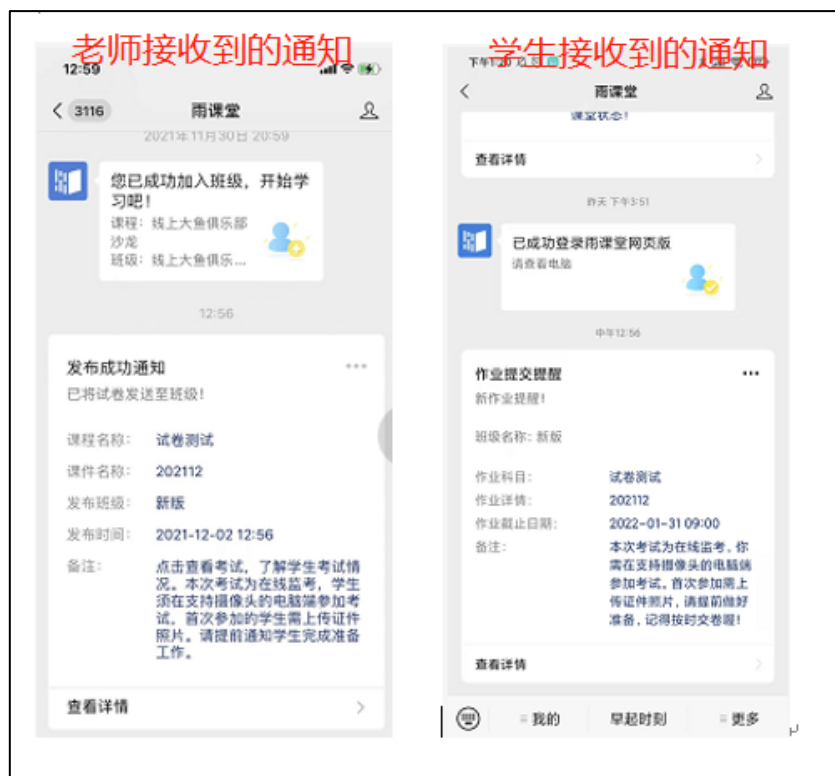 老师接收到的通知
12:59
3116
雨课堂
2021年11月30日 20:59
您已成功加入班级，开始学
习吧！
课程：线上大鱼俱乐部
沙龙
班级：线上大鱼俱乐...
12:56
发布成功通知
已将试卷发送至班级！
课程名称： 试卷测试
课件名称： 202112
发布班级： 新版
发布时间： 2021-12-02 12:56
备注： 点击查看考试，了解学生考试情
况。本次考试为在线监考，学生
须在支持摄像头的电脑端参加考
试，首次参加的学生需上传证件
照片。请提前通知学生完成准备
工作。
查看详情
学生接收到的通知
雨课堂
课堂状态！
查看详情
昨天 下午3:51
已成功登录雨课堂网页版
请查看电脑
中午12:56
作业提交提醒
新作业提醒！
班级名称：新版
作业科目： 试卷测试
作业详情： 202112
作业截止日期： 2022-01-31 09:00
备注： 本次考试为在线监考，你
需在支持摄像头的电脑端
参加考试。首次参加需上
传证件照片，请提前做好
准备，记得按时交卷喔！
查看详情
我的 早起时刻 更多